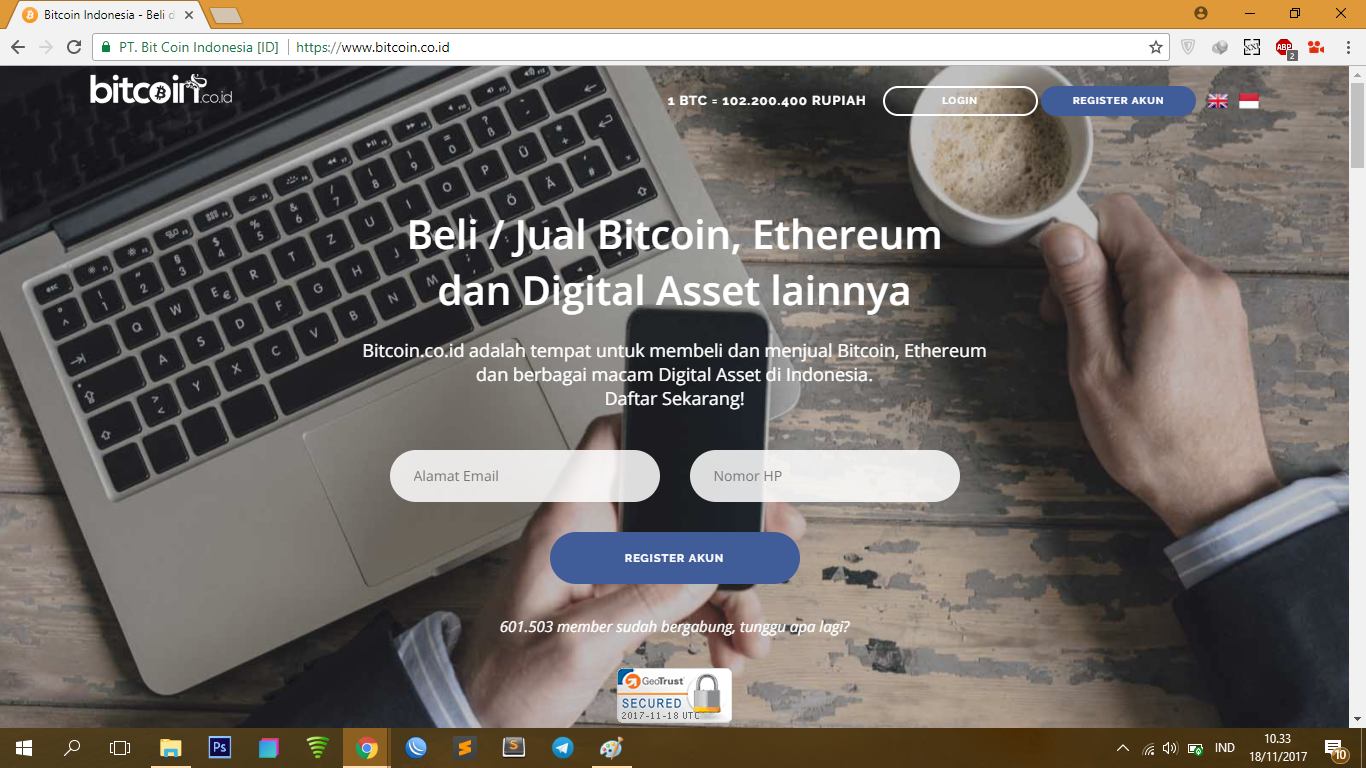 Bitcoin Indonesia - Beli d
PT. Bit Coin Indonesia [ID]
https://www.bitcoin.co.id
ABP
2
bitcoin.co.id
1 BTC = 102.200.400 RUPIAH
LOGIN
REGISTER AKUN
Beli / Jual Bitcoin, Ethereum
dan Digital Asset lainnya
Bitcoin.co.id adalah tempat untuk membeli dan menjual Bitcoin, Ethereum
dan berbagai macam Digital Asset di Indonesia.
Daftar Sekarang!
Alamat Email
Nomor HP
REGISTER AKUN
601.503 member sudah bergabung, tunggu apa lagi?
GeoTrust
SECURED
2017-11-18 UTC
Ps
S
IND
10.33
18/11/2017
10